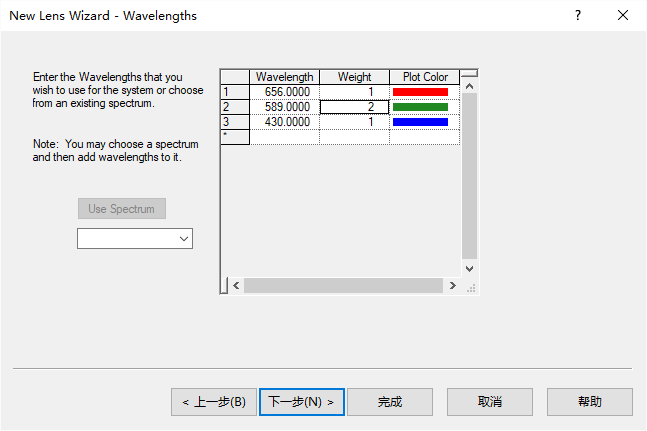 New Lens Wizard - Wavelengths
?
Enter the Wavelengths that you
wish to use for the system or choose
from an existing spectrum.
Note: You may choose a spectrum
and then add wavelengths to it.
Use Spectrum
Wavelength Weight Plot Color
1 656.0000 1
2 589.0000 2
3 430.0000 1
*
< 上一步(B) 下一步(N) > 完成 取消 帮助